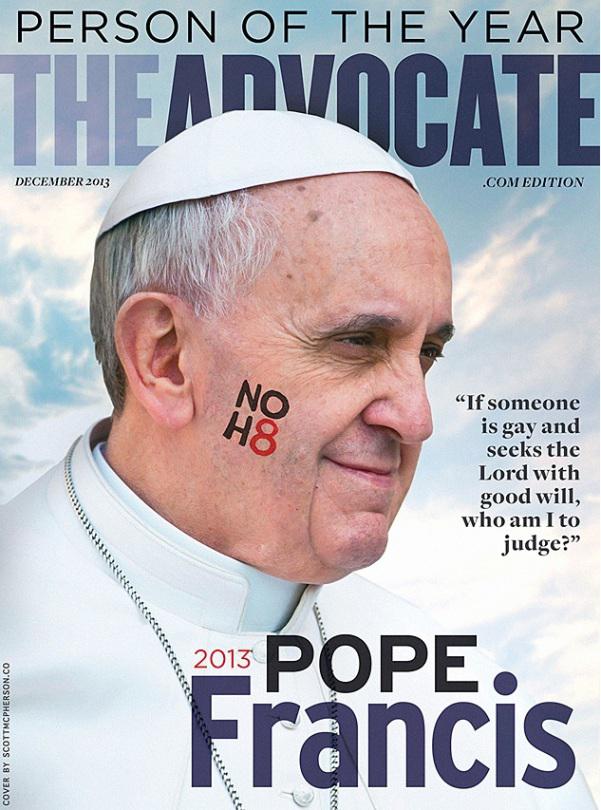 PERSON OF THE YEAR
THE ADVOCATE
DECEMBER 2013
.COM EDITION
NO
H8
“If someone
is gay and
seeks the
Lord with
good will,
who am I to
judge?”
2013 POPE
Francis
COVER BY SCOTTMCPHERSON.CO